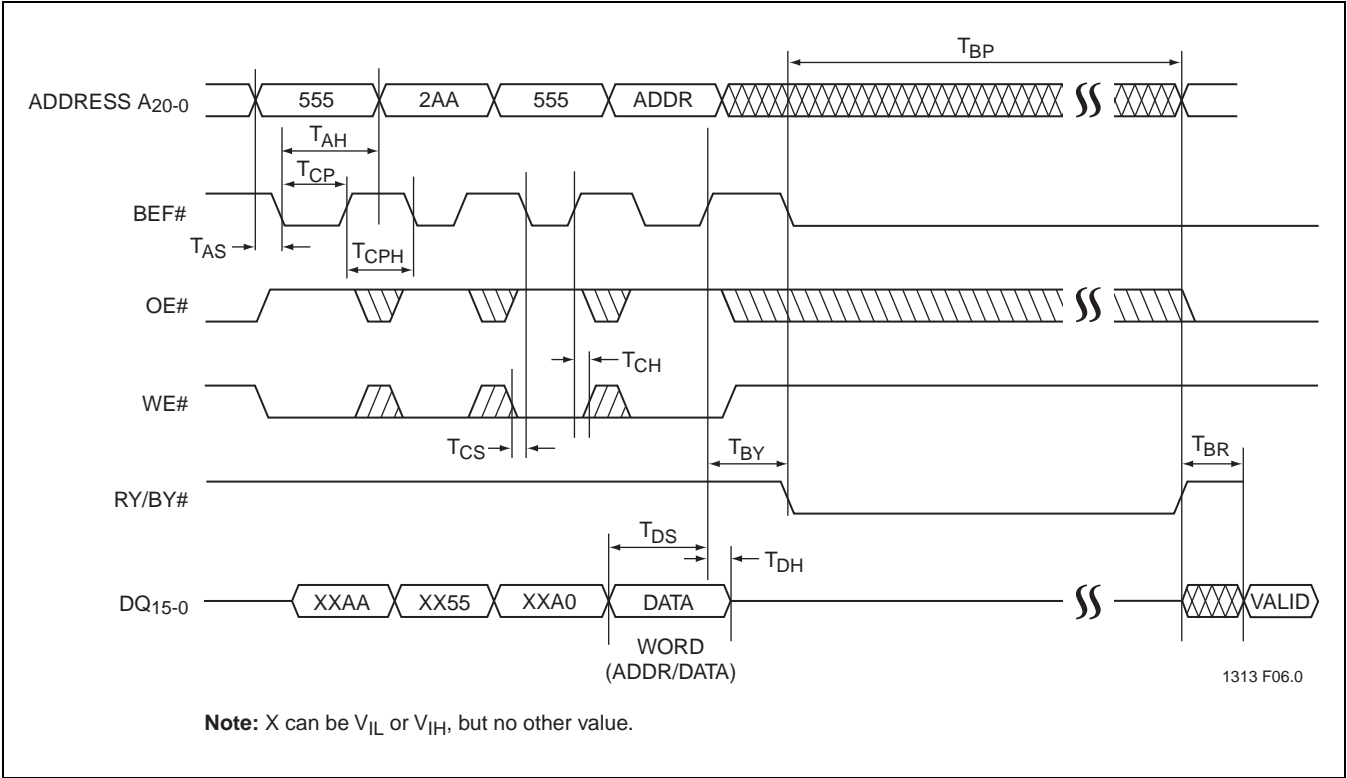 TBP
ADDRESS A20-0 555 2AA 555 ADDR
TAH
TCP
BEF#
TAS TCPH
OE#
TCH
WE#
TCS TBY TBR
RY/BY#
TDS
TDH
DQ15-0 XXAA XX55 XXA0 DATA VALID
WORD
(ADDR/DATA)
1313 F06.0
Note: X can be VIL or VIH, but no other value.